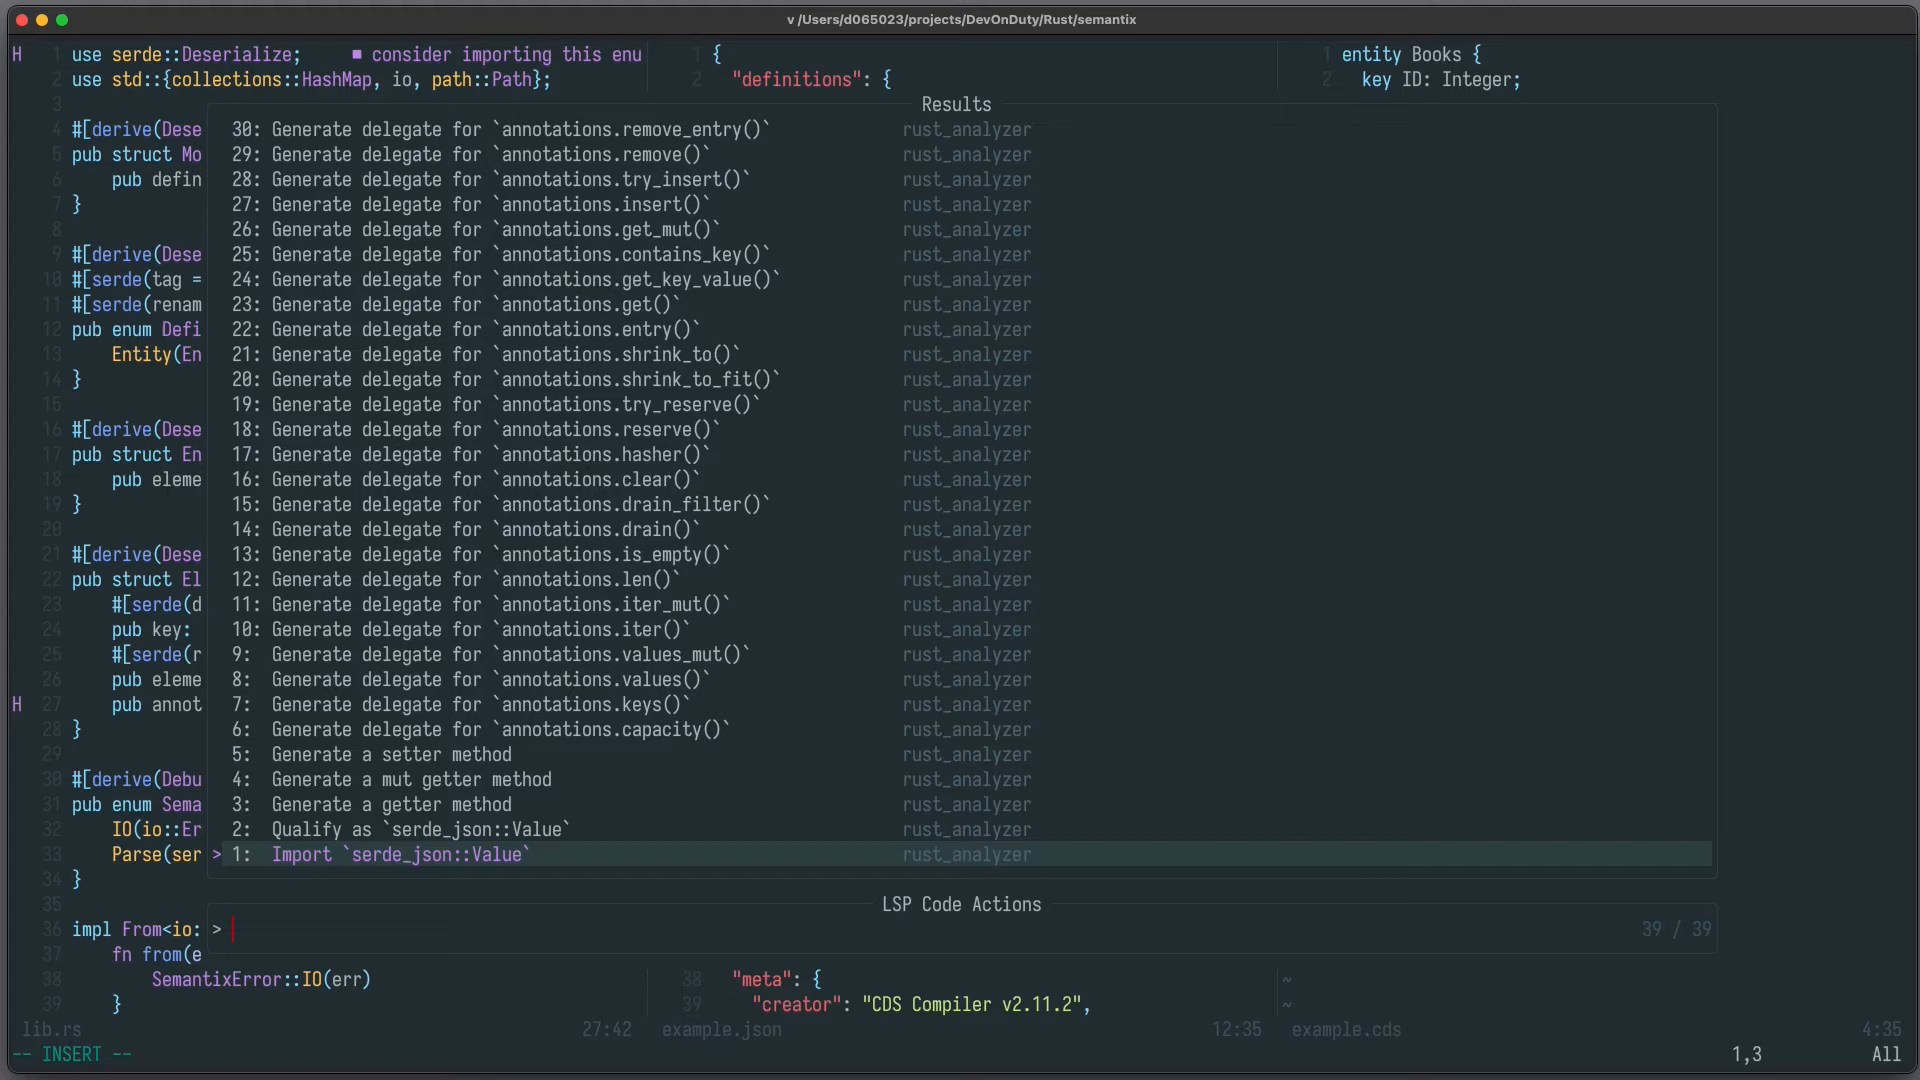 v /Users/d065023/projects/DevOnDuty/Rust/semantix
H 1 use serde::Deserialize; ■ consider importing this enu
2 use std::{collections::HashMap, io, path::Path};
3
4 #[derive(Dese
5 pub struct Mo
6 pub defin
7 }
8
9 #[derive(Dese
10 #[serde(tag =
11 #[serde(renam
12 pub enum Defi
13 Entity(En
14 }
15
16 #[derive(Dese
17 pub struct En
18 pub eleme
19 }
20
21 #[derive(Dese
22 pub struct El
23 #[serde(d
24 pub key:
25 #[serde(r
26 pub eleme
H 27 pub annot
28 }
29
30 #[derive(Debu
31 pub enum Sema
32 IO(io::Er
33 Parse(ser
34 }
35
36 impl From<io:
37 fn from(e
38 SemantixError::IO(err)
39 }
1 {
2 "definitions": {
38 "meta": {
39 "creator": "CDS Compiler v2.11.2",
1 entity Books {
2 key ID: Integer;
~
~
Results
30: Generate delegate for `annotations.remove_entry()` rust_analyzer
29: Generate delegate for `annotations.remove()` rust_analyzer
28: Generate delegate for `annotations.try_insert()` rust_analyzer
27: Generate delegate for `annotations.insert()` rust_analyzer
26: Generate delegate for `annotations.get_mut()` rust_analyzer
25: Generate delegate for `annotations.contains_key()` rust_analyzer
24: Generate delegate for `annotations.get_key_value()` rust_analyzer
23: Generate delegate for `annotations.get()` rust_analyzer
22: Generate delegate for `annotations.entry()` rust_analyzer
21: Generate delegate for `annotations.shrink_to()` rust_analyzer
20: Generate delegate for `annotations.shrink_to_fit()` rust_analyzer
19: Generate delegate for `annotations.try_reserve()` rust_analyzer
18: Generate delegate for `annotations.reserve()` rust_analyzer
17: Generate delegate for `annotations.hasher()` rust_analyzer
16: Generate delegate for `annotations.clear()` rust_analyzer
15: Generate delegate for `annotations.drain_filter()` rust_analyzer
14: Generate delegate for `annotations.drain()` rust_analyzer
13: Generate delegate for `annotations.is_empty()` rust_analyzer
12: Generate delegate for `annotations.len()` rust_analyzer
11: Generate delegate for `annotations.iter_mut()` rust_analyzer
10: Generate delegate for `annotations.iter()` rust_analyzer
9: Generate delegate for `annotations.values_mut()` rust_analyzer
8: Generate delegate for `annotations.values()` rust_analyzer
7: Generate delegate for `annotations.keys()` rust_analyzer
6: Generate delegate for `annotations.capacity()` rust_analyzer
5: Generate a setter method rust_analyzer
4: Generate a mut getter method rust_analyzer
3: Generate a getter method rust_analyzer
2: Qualify as `serde_json::Value` rust_analyzer
> 1: Import `serde_json::Value` rust_analyzer
LSP Code Actions
> 39 / 39
lib.rs 27:42 example.json 12:35 example.cds 4:35
-- INSERT -- 1,3 All